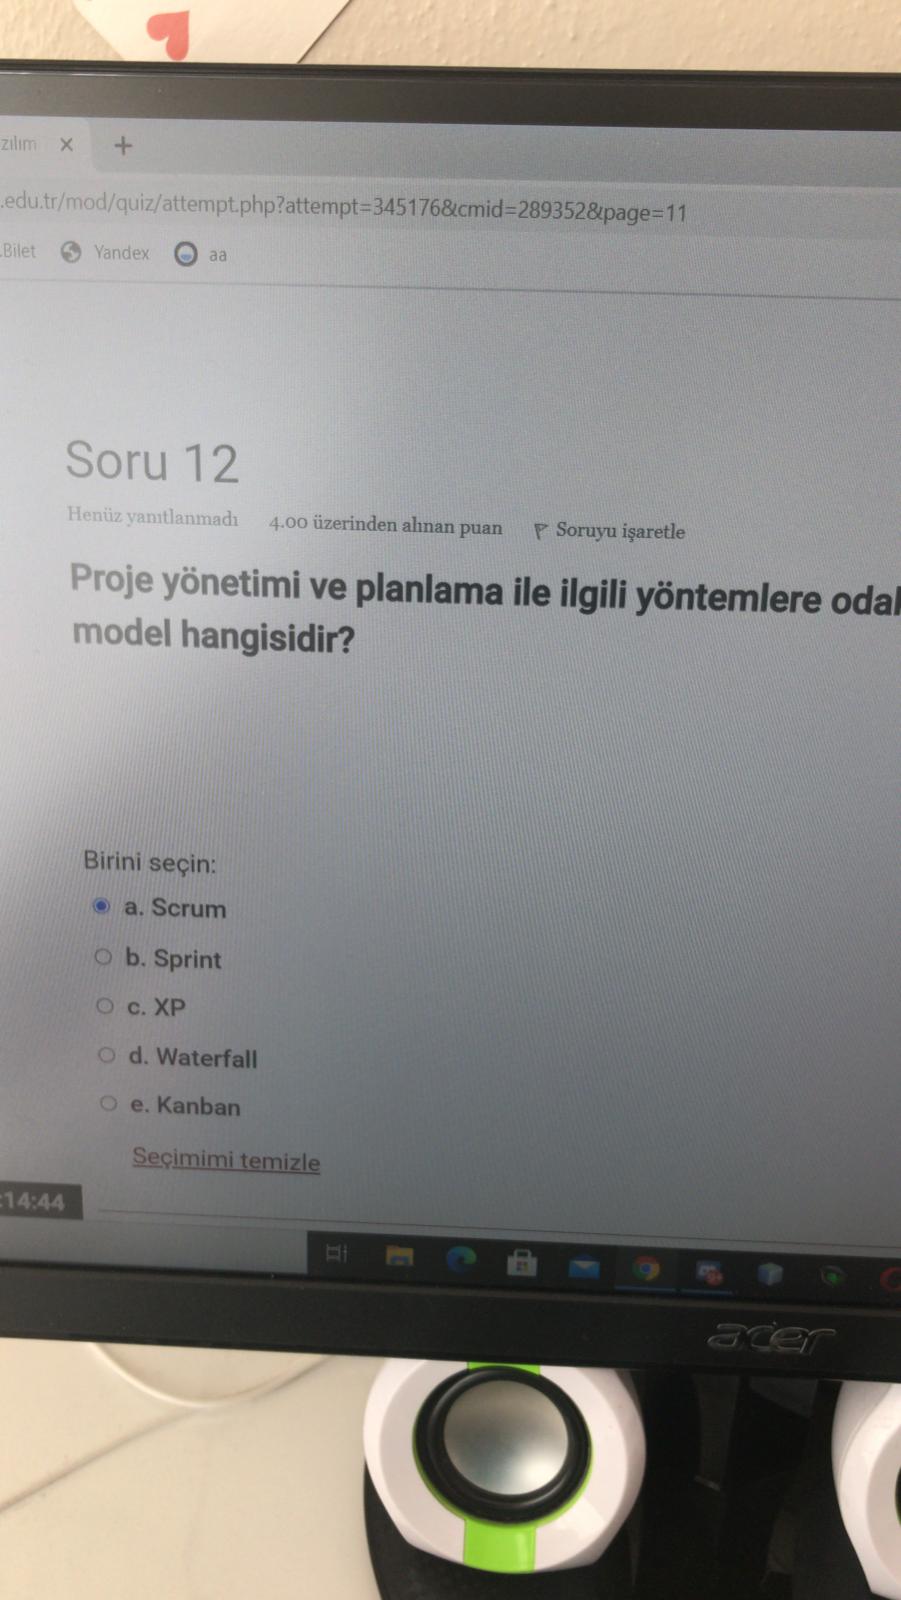 zılım
.edu.tr/mod/quiz/attempt.php?attempt=345176&cmid=289352&page=11
.Bilet Yandex aa
Soru 12
Henüz yanıtlanmadı 4.00 üzerinden alınan puan Soruyu işaretle
Proje yönetimi ve planlama ile ilgili yöntemlere odak
model hangisidir?
Birini seçin:
a. Scrum
b. Sprint
c. XP
d. Waterfall
e. Kanban
Seçimimi temizle
:14:44
acer